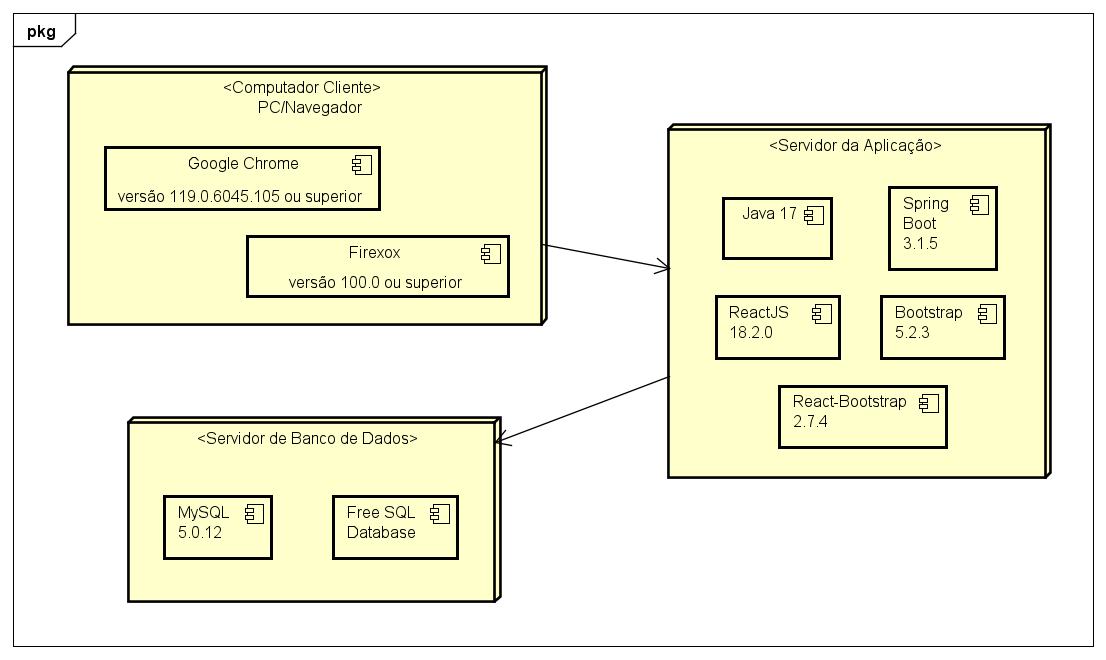 pkg
<Computador Cliente>
PC/Navegador
Google Chrome
versão 119.0.6045.105 ou superior
Firexox
versão 100.0 ou superior
<Servidor da Aplicação>
Java 17
Spring
Boot
3.1.5
ReactJS
18.2.0
Bootstrap
5.2.3
React-Bootstrap
2.7.4
<Servidor de Banco de Dados>
MySQL
5.0.12
Free SQL
Database